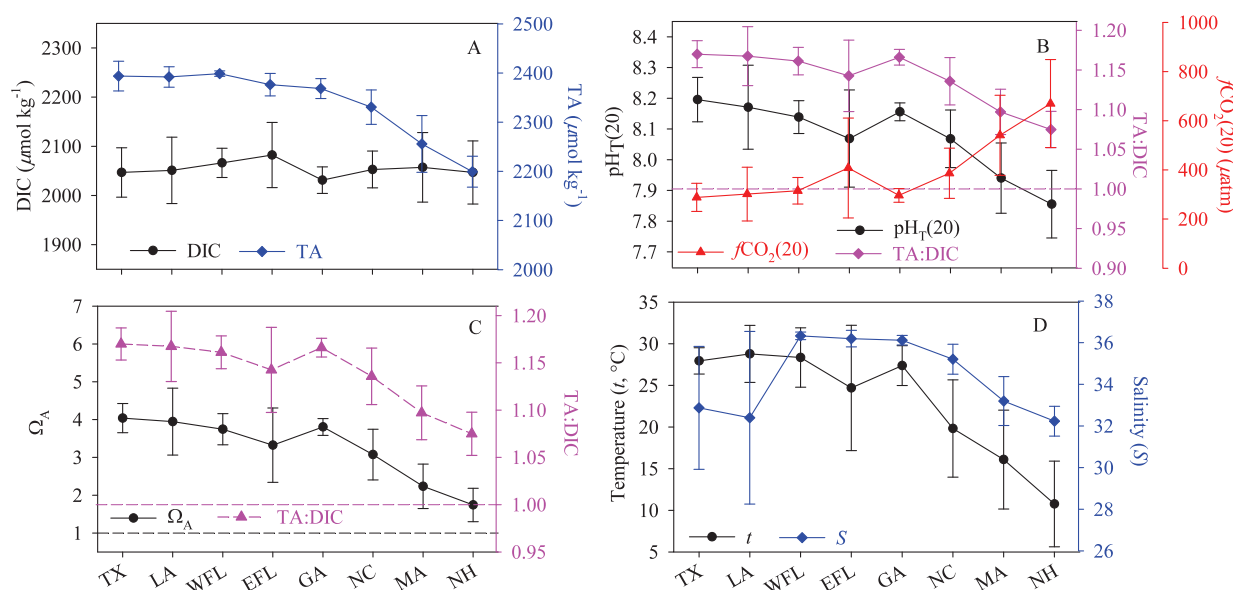 A
DIC (µmol kg⁻¹)
2300
2200
2100
2000
1900
2500
2400
2300
2200
2100
2000
TA (µmol kg⁻¹)
DIC
TA
B
pH_T(20)
8.4
8.3
8.2
8.1
8.0
7.9
7.8
7.7
1.20
1.15
1.10
1.05
1.00
0.95
0.90
TA:DIC
1000
800
600
400
200
0
fCO₂(20) (µatm)
pH_T(20)
fCO₂(20)
TA:DIC
C
Ω_A
7
6
5
4
3
2
1
1.20
1.15
1.10
1.05
1.00
0.95
TA:DIC
Ω_A
TA:DIC
TX
LA
WFL
EFL
GA
NC
MA
NH
D
Temperature (t, °C)
35
30
25
20
15
10
5
38
36
34
32
30
28
26
Salinity (S)
t
S
TX
LA
WFL
EFL
GA
NC
MA
NH